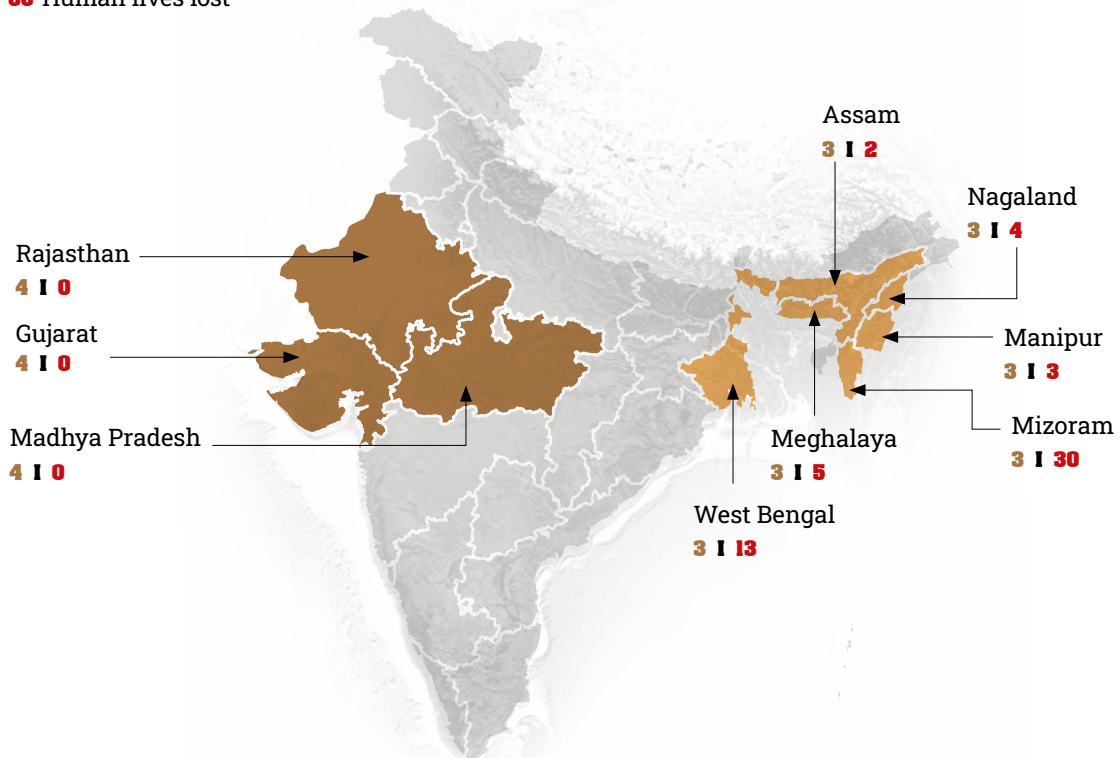 Human lives lost
Assam
3 I 2
Nagaland
3 I 4
Rajasthan
4 I 0
Gujarat
4 I 0
Manipur
3 I 3
Madhya Pradesh
4 I 0
Meghalaya
3 I 5
Mizoram
3 I 30
West Bengal
3 I 13